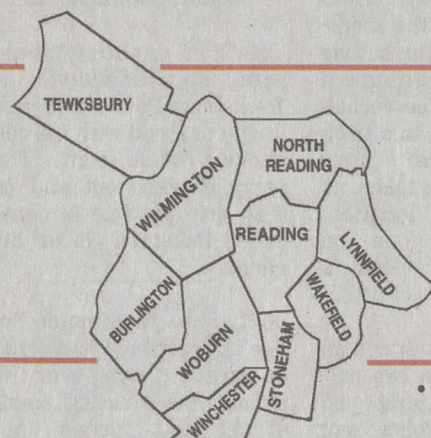 TEWKSBURY
NORTH
READING
WILMINGTON
READING
LYNNFIELD
BURLINGTON
WAKEFIELD
WOBURN
STONEHAM
WINCHESTER